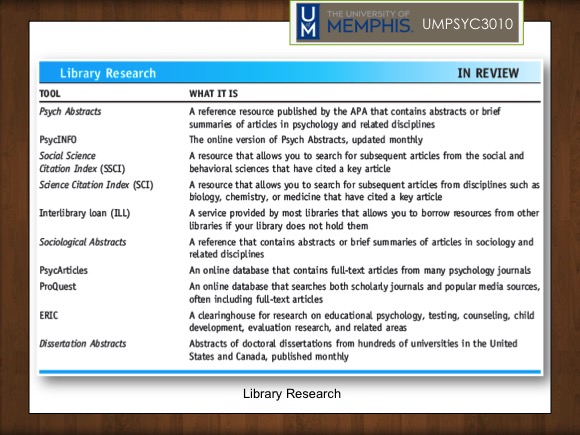 UM
THE UNIVERSITY OF
MEMPHIS.
UMPSYC3010
Library Research IN REVIEW
TOOL WHAT IT IS
Psych Abstracts A reference resource published by the APA that contains abstracts or brief
summaries of articles in psychology and related disciplines
PsycINFO The online version of Psych Abstracts, updated monthly
Social Science A resource that allows you to search for subsequent articles from the social and
Citation Index (SSCI) behavioral sciences that have cited a key article
Science Citation Index (SCI) A resource that allows you to search for subsequent articles from disciplines such as
biology, chemistry, or medicine that have cited a key article
Interlibrary loan (ILL) A service provided by most libraries that allows you to borrow resources from other
libraries if your library does not hold them
Sociological Abstracts A reference that contains abstracts or brief summaries of articles in sociology and
related disciplines
PsycArticles An online database that contains full-text articles from many psychology journals
ProQuest An online database that searches both scholarly journals and popular media sources,
often including full-text articles
ERIC A clearinghouse for research on educational psychology, testing, counseling, child
development, evaluation research, and related areas
Dissertation Abstracts Abstracts of doctoral dissertations from hundreds of universities in the United
States and Canada, published monthly
Library Research